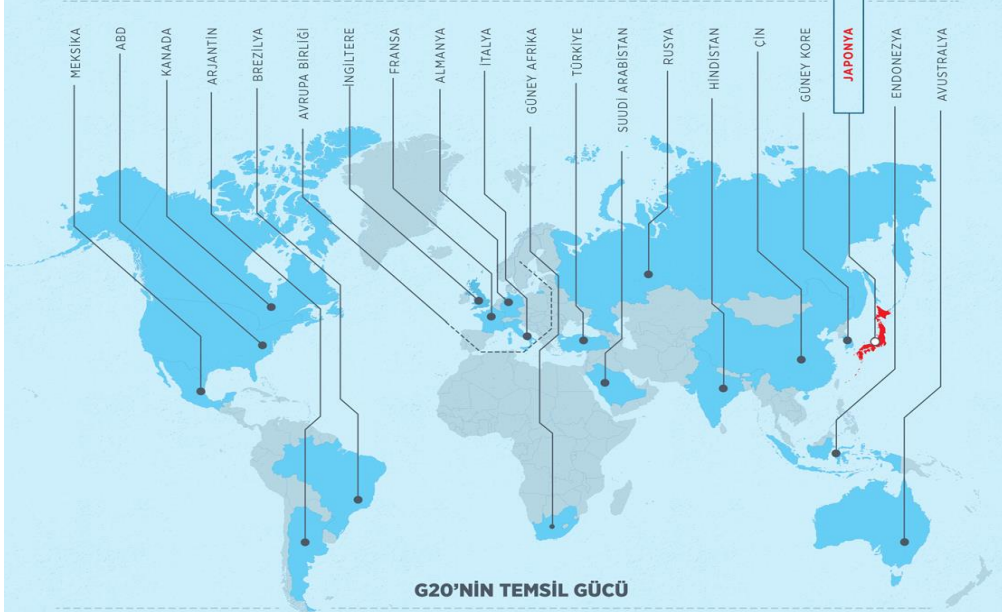 MEKSİKA
ABD
KANADA
ARJANTİN
BREZİLYA
AVRUPA BİRLİĞİ
İNGİLTERE
FRANSA
ALMANYA
İTALYA
GÜNEY AFRİKA
TÜRKİYE
SUUDİ ARABİSTAN
RUSYA
HİNDİSTAN
ÇİN
GÜNEY KORE
JAPONYA
ENDONEZYA
AVUSTRALYA
G20'NİN TEMSİL GÜCÜ